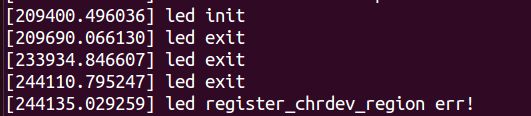 [209400.496036] led init
[209690.066130] led exit
[233934.846607] led exit
[244110.795247] led exit
[244135.029259] led register_chrdev_region err!